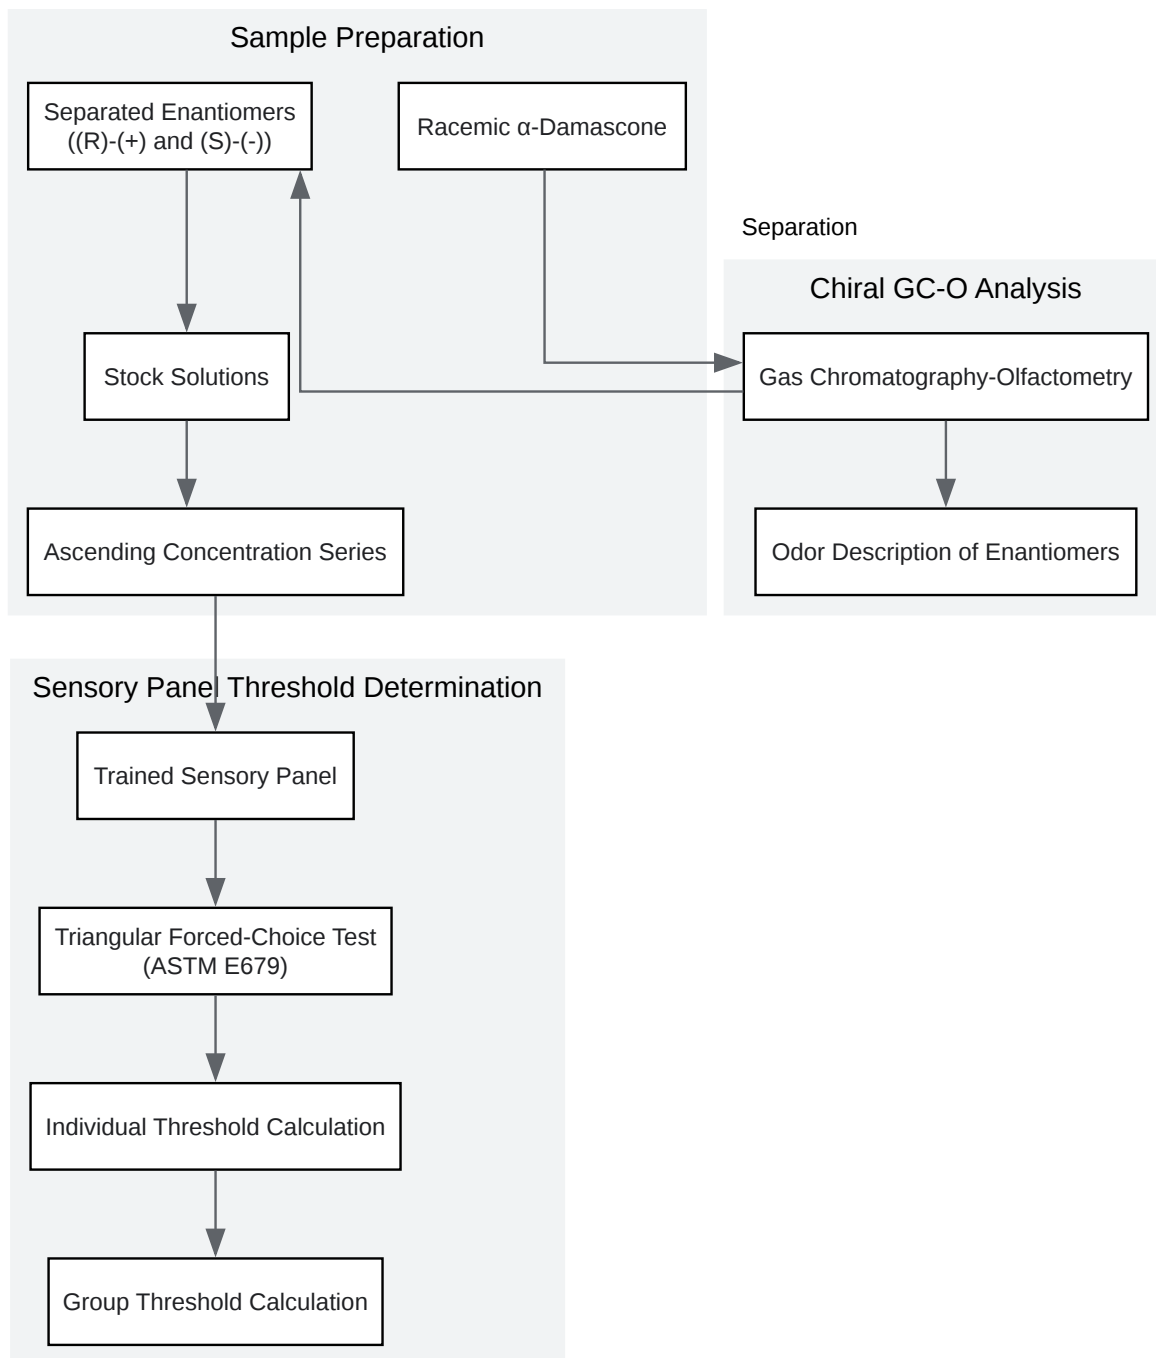 Sample Preparation
Separated Enantiomers
((R)-(+) and (S)-(-))
Racemic α-Damascone
Separation
Chiral GC-O Analysis
Stock Solutions
Gas Chromatography-Olfactometry
Ascending Concentration Series
Odor Description of Enantiomers
Sensory Panel Threshold Determination
Trained Sensory Panel
Triangular Forced-Choice Test
(ASTM E679)
Individual Threshold Calculation
Group Threshold Calculation